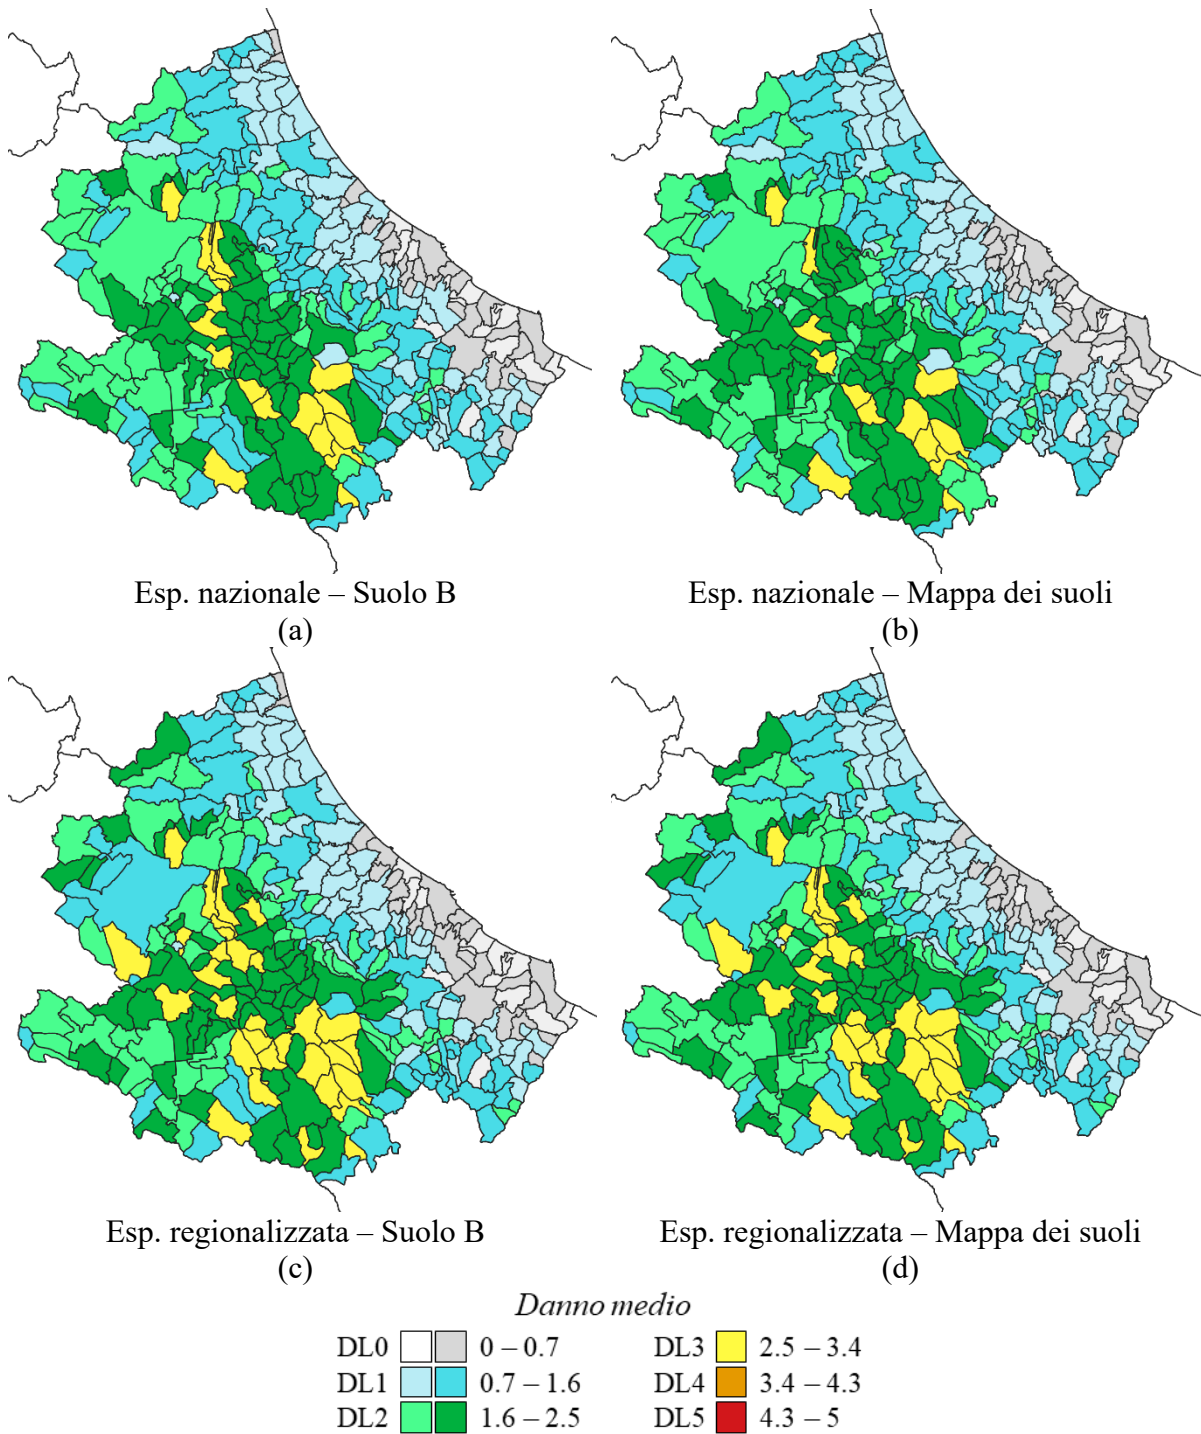 Esp. nazionale – Suolo B
(a)
Esp. nazionale – Mappa dei suoli
(b)
Esp. regionalizzata – Suolo B
(c)
Esp. regionalizzata – Mappa dei suoli
(d)
Danno medio
DL0 0 – 0.7
DL1 0.7 – 1.6
DL2 1.6 – 2.5
DL3 2.5 – 3.4
DL4 3.4 – 4.3
DL5 4.3 – 5